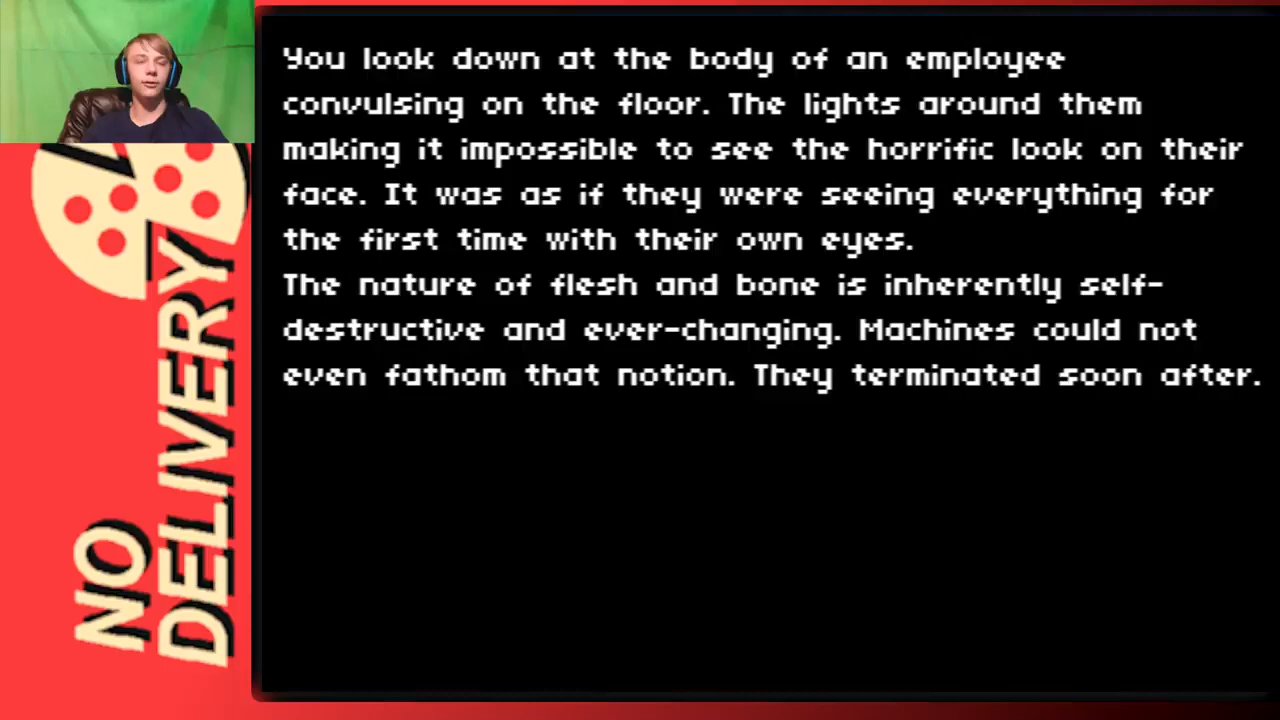 You look down at the body of an employee
convulsing on the floor. The lights around them
making it impossible to see the horrific look on their
face. It was as if they were seeing everything for
the first time with their own eyes.
The nature of flesh and bone is inherently self-
destructive and ever-changing. Machines could not
even fathom that notion. They terminated soon after.
NO
DELIVERY